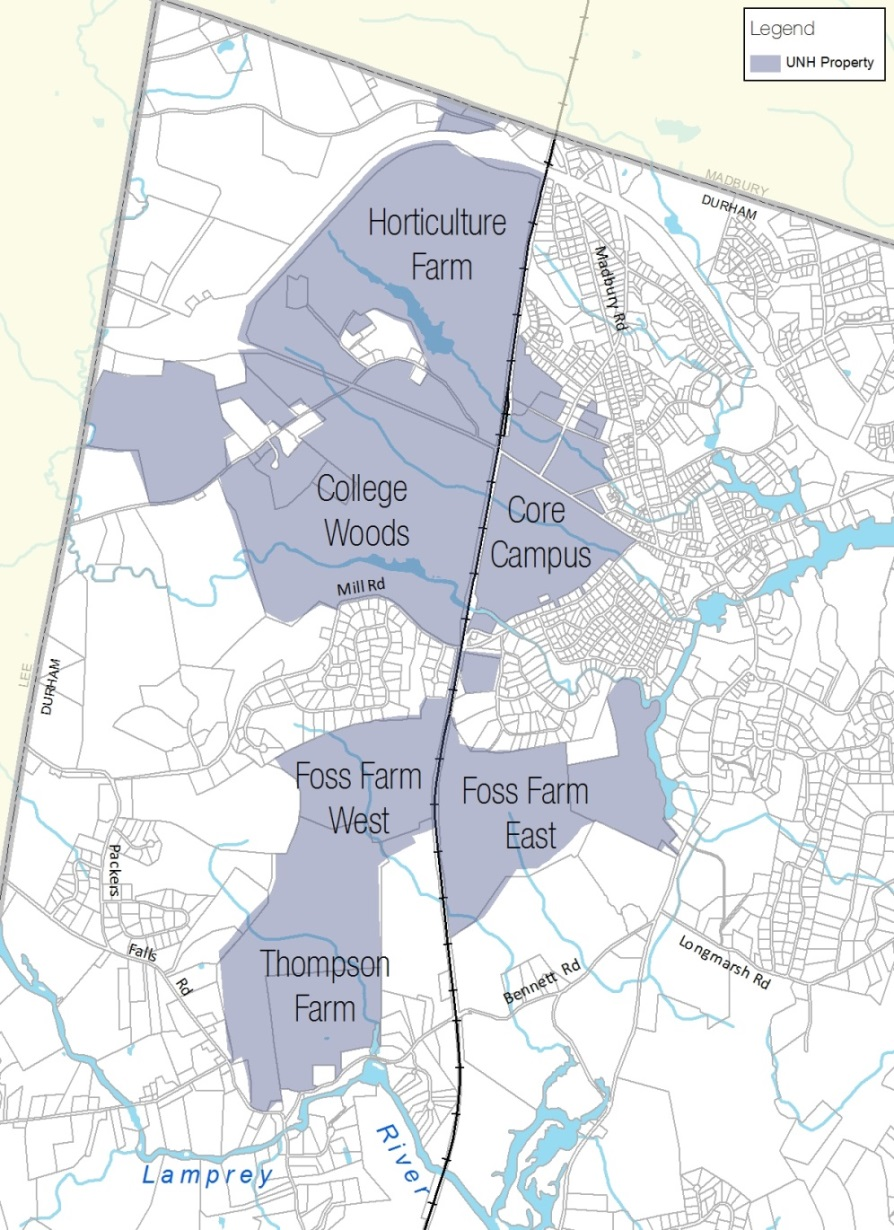 Legend
UNH Property
MADBURY
DURHAM
Horticulture
Farm
Madbury Rd
College
Woods
Core
Campus
Mill Rd
LEE
DURHAM
Foss Farm
West
Foss Farm
East
Packers
Falls
Rd
Thompson
Farm
Bennett Rd
Longmarsh Rd
Lamprey
River